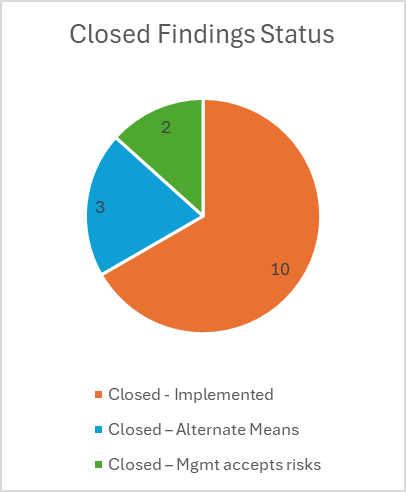 Closed Findings Status
2
3
10
Closed - Implemented
Closed – Alternate Means
Closed – Mgmt accepts risks